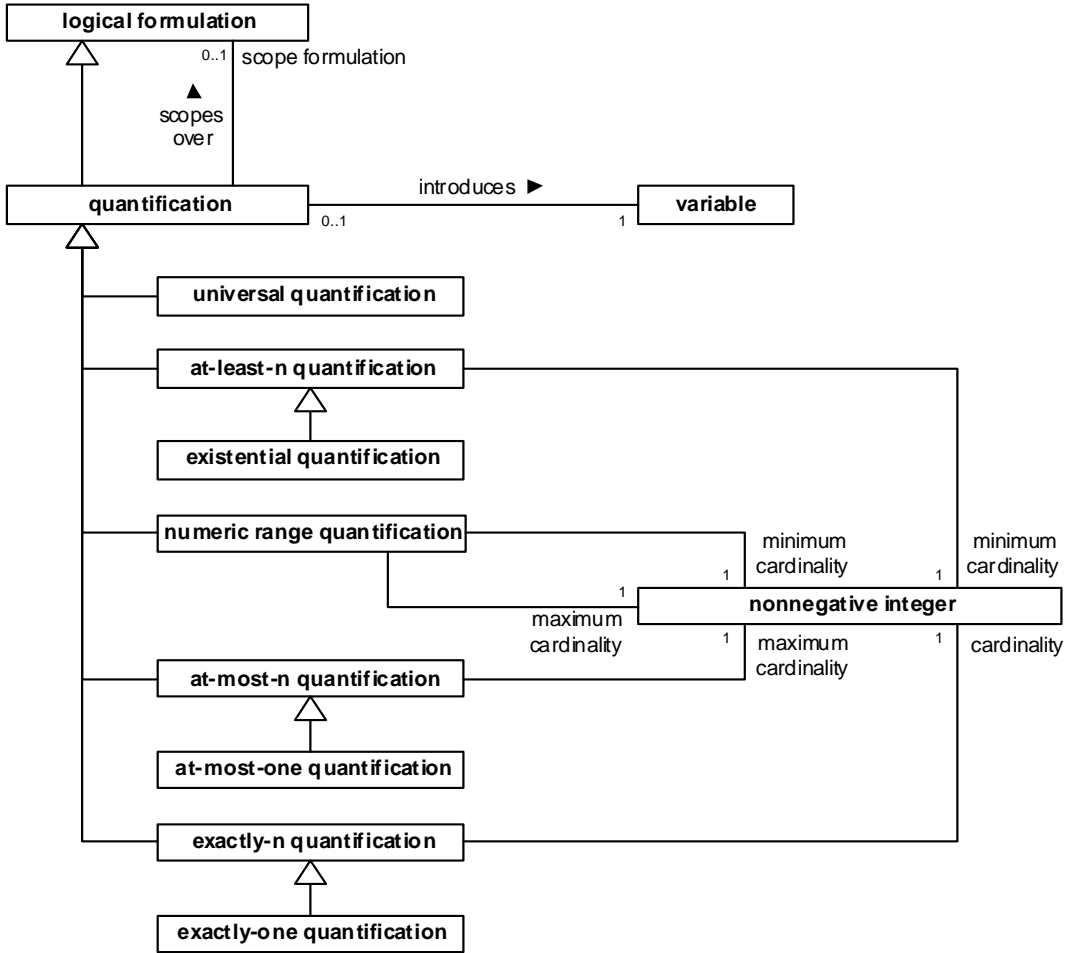 logical formulation
0..1 scope formulation
▲
scopes
over
quantification
introduces ►
0..1
1
variable
universal quantification
at-least-n quantification
existential quantification
numeric range quantification
minimum
cardinality
1
minimum
cardinality
1
1
maximum
cardinality
nonnegative integer
1
maximum
cardinality
1
cardinality
at-most-n quantification
at-most-one quantification
exactly-n quantification
exactly-one quantification